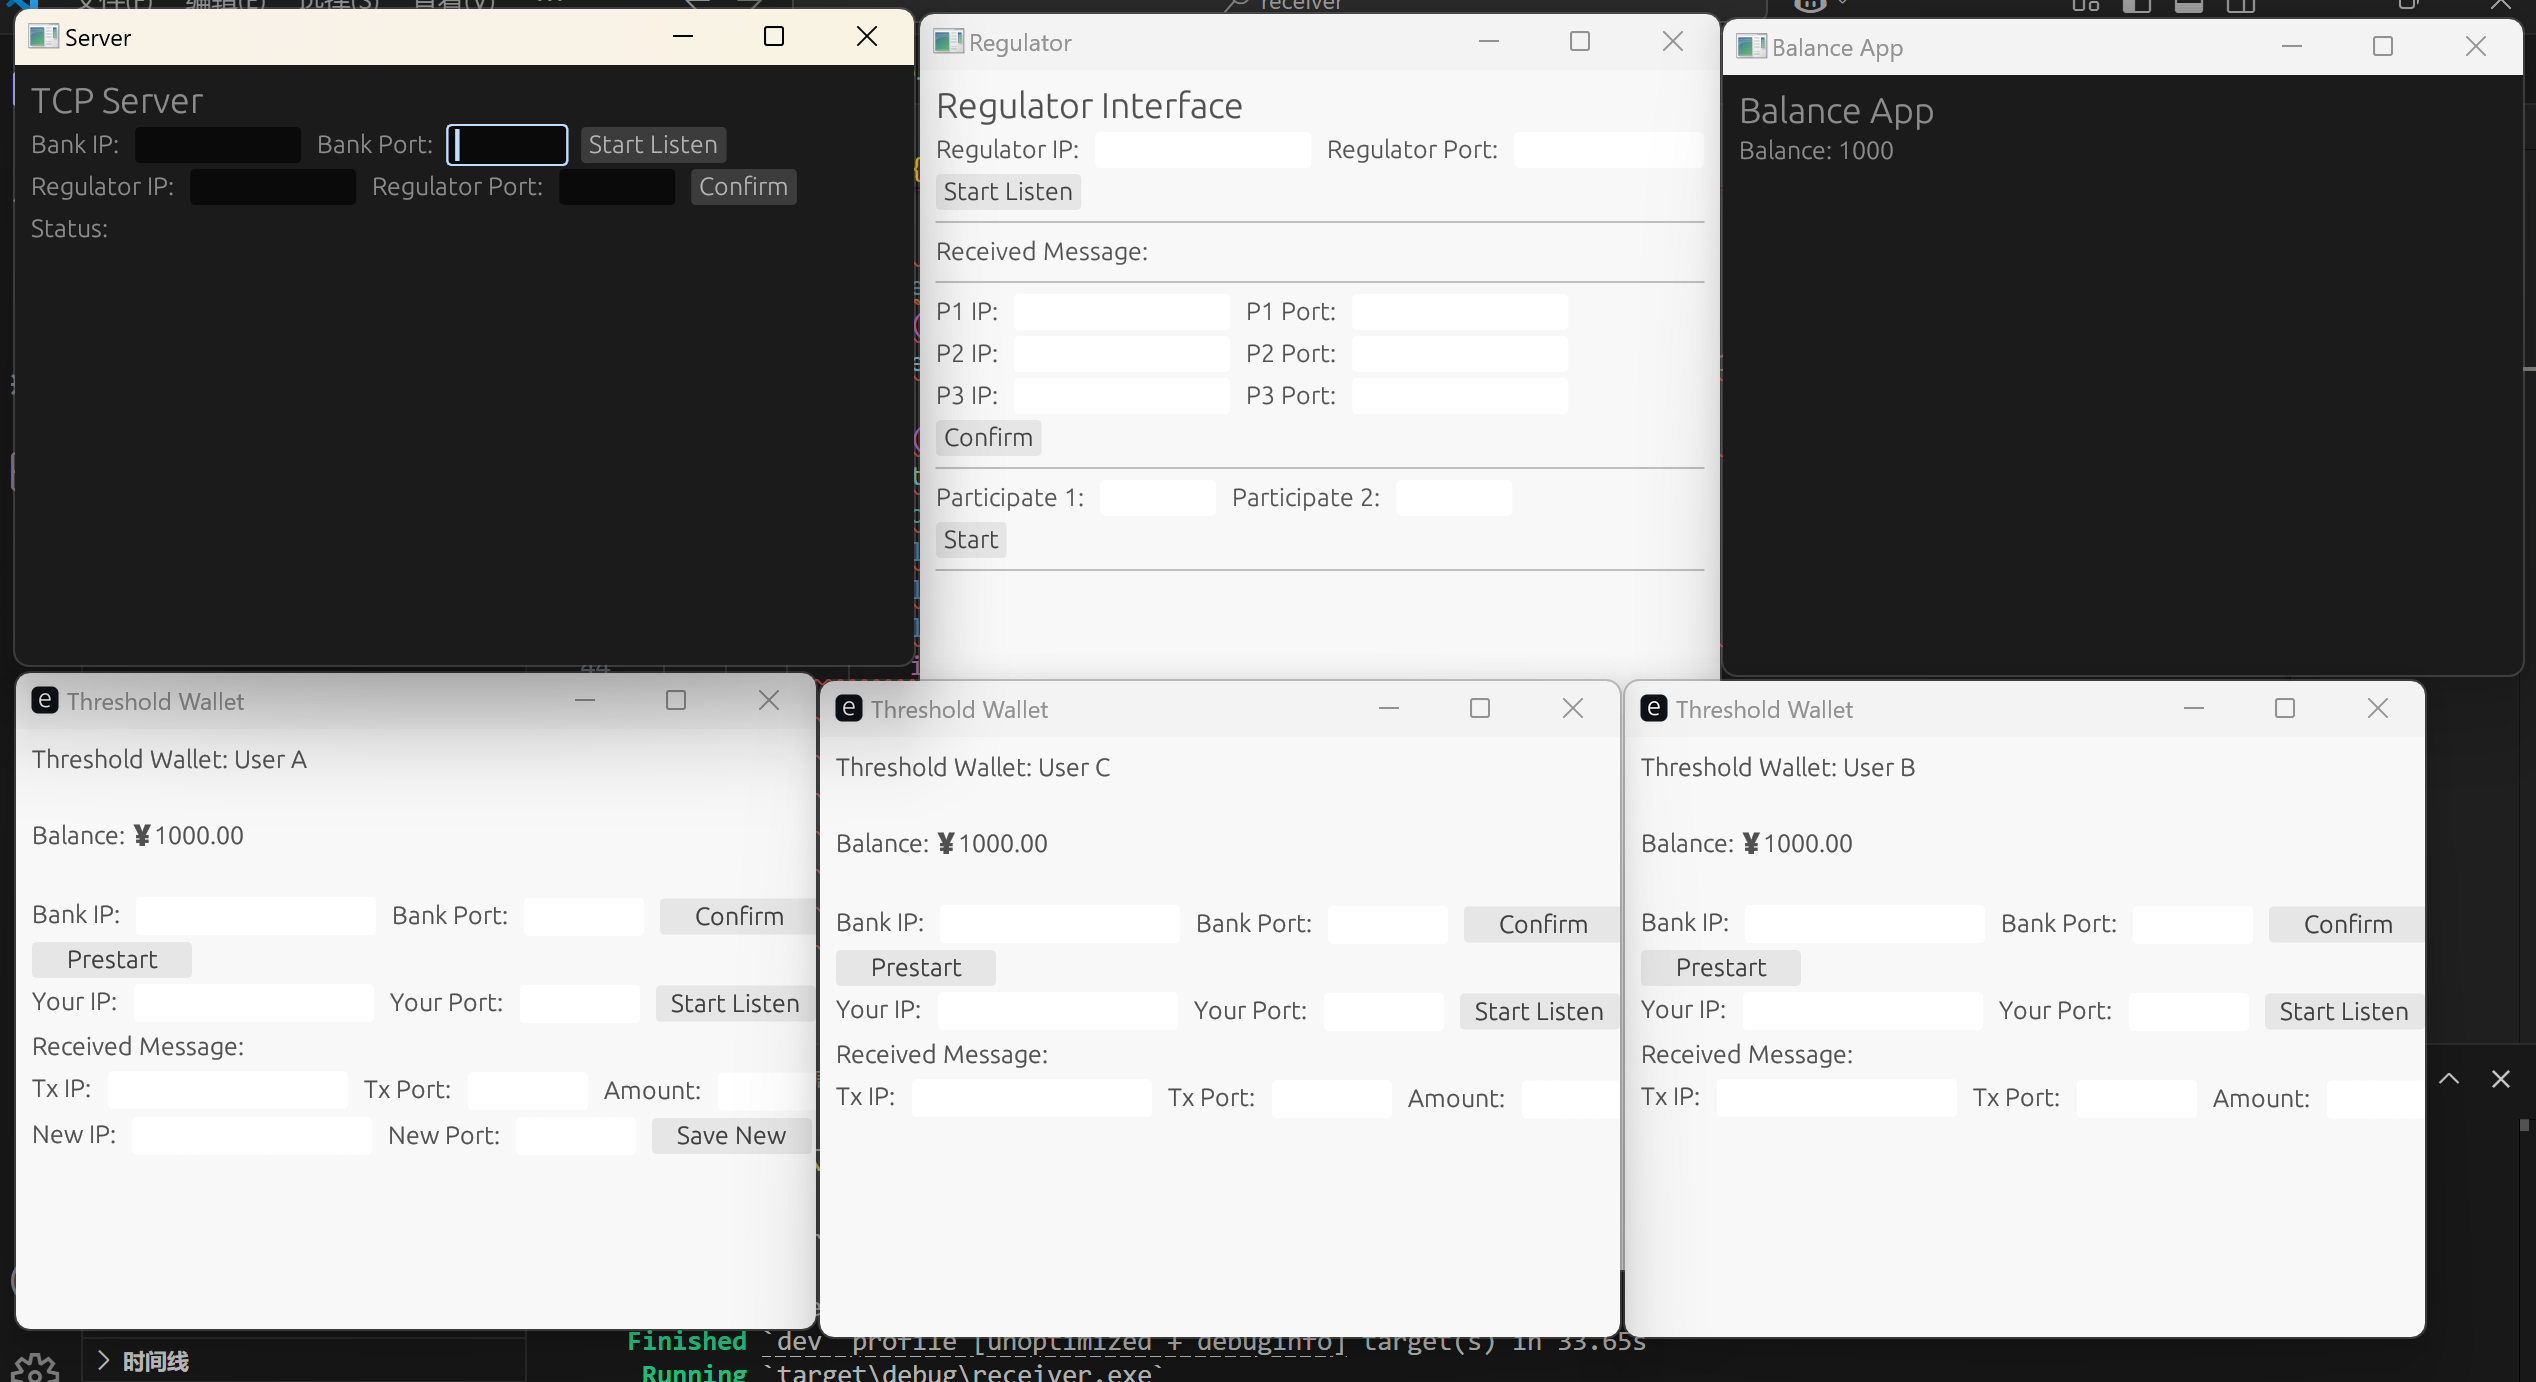 receiver
Server
TCP Server
Bank IP: Bank Port: Start Listen
Regulator IP: Regulator Port: Confirm
Status:
Regulator
Regulator Interface
Regulator IP: Regulator Port:
Start Listen
Received Message:
P1 IP: P1 Port:
P2 IP: P2 Port:
P3 IP: P3 Port:
Confirm
Participate 1: Participate 2:
Start
Balance App
Balance App
Balance: 1000
44
Threshold Wallet
Threshold Wallet: User A
Balance: ¥1000.00
Bank IP: Bank Port: Confirm
Prestart
Your IP: Your Port: Start Listen
Received Message:
Tx IP: Tx Port: Amount:
New IP: New Port: Save New
Threshold Wallet
Threshold Wallet: User C
Balance: ¥1000.00
Bank IP: Bank Port: Confirm
Prestart
Your IP: Your Port: Start Listen
Received Message:
Tx IP: Tx Port: Amount:
Threshold Wallet
Threshold Wallet: User B
Balance: ¥1000.00
Bank IP: Bank Port: Confirm
Prestart
Your IP: Your Port: Start Listen
Received Message:
Tx IP: Tx Port: Amount:
Finished `dev` profile [unoptimized + debuginfo] target(s) in 33.65s
时间线
Running `target\debug\receiver.exe`